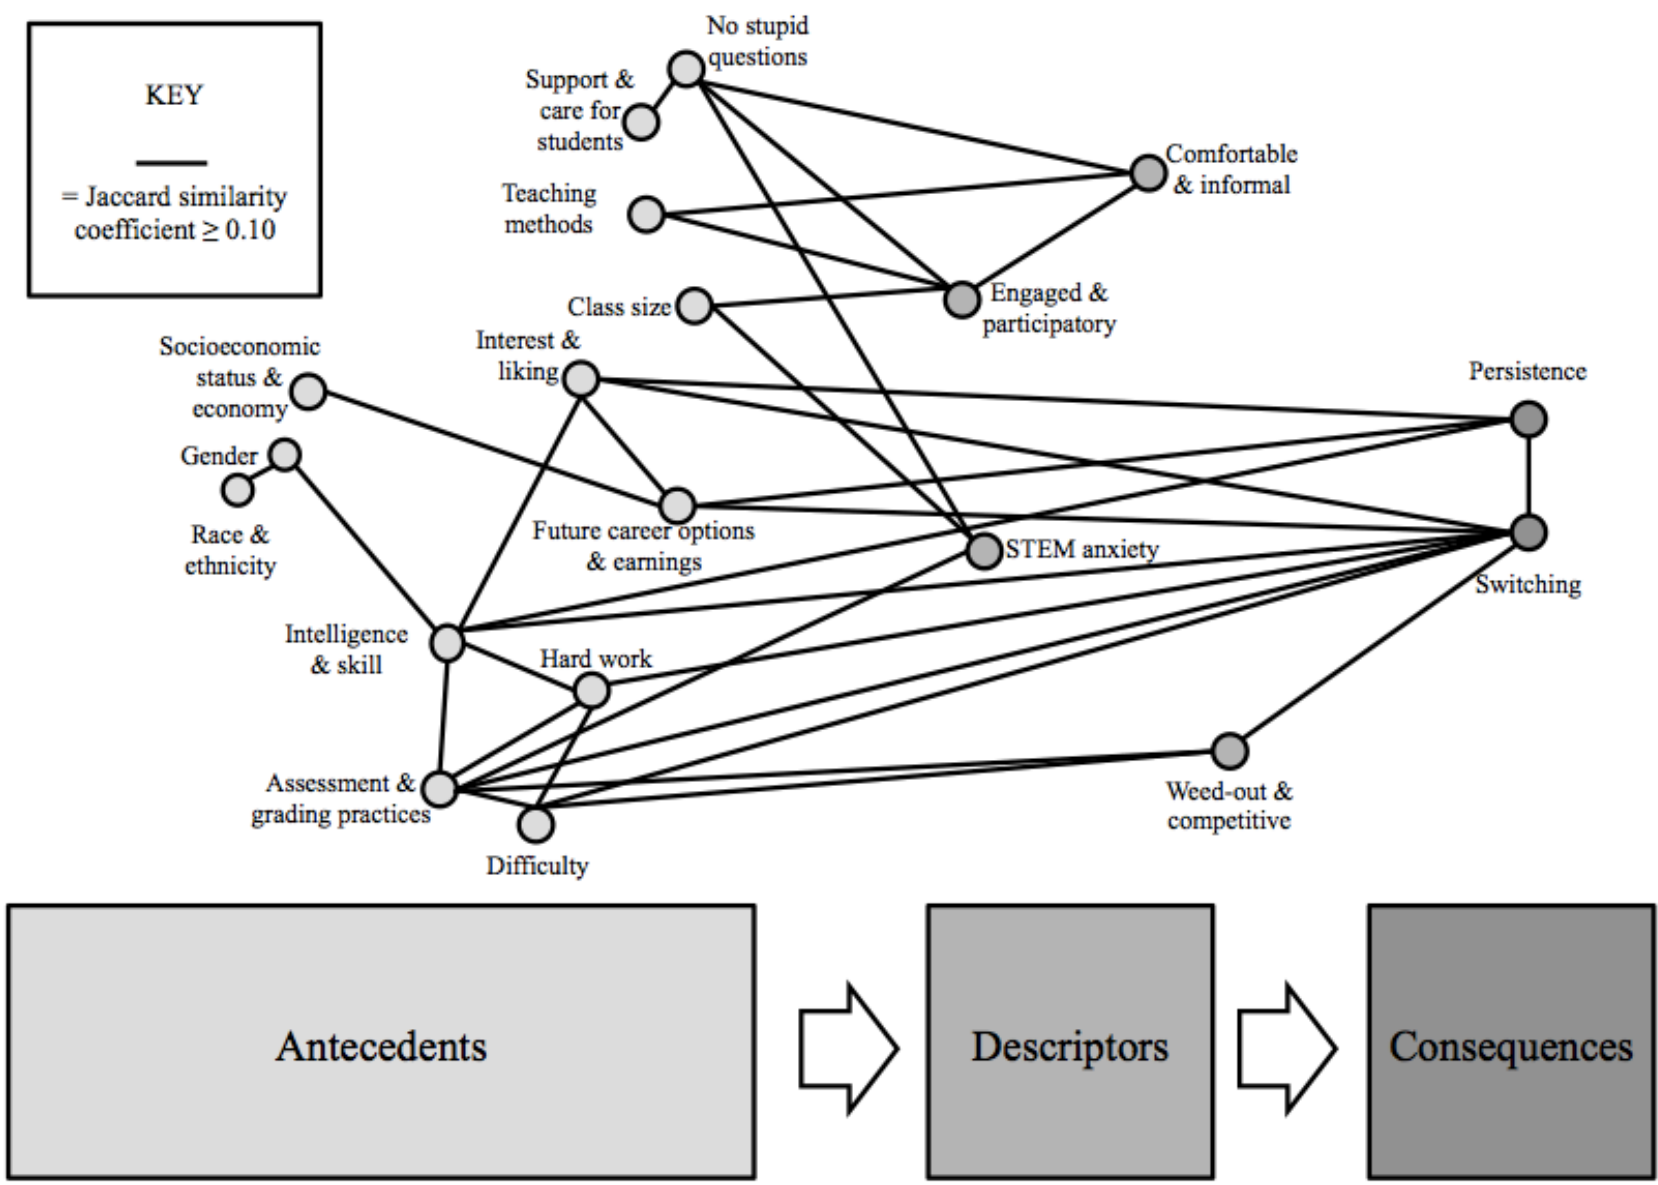 KEY
= Jaccard similarity
coefficient ≥ 0.10
No stupid
questions
Support &
care for
students
Comfortable
& informal
Teaching
methods
Class size
Engaged &
participatory
Interest &
liking
Socioeconomic
status &
economy
Persistence
Gender
Race &
ethnicity
Future career options
& earnings
STEM anxiety
Switching
Intelligence
& skill
Hard work
Assessment &
grading practices
Weed-out &
competitive
Difficulty
Antecedents
Descriptors
Consequences